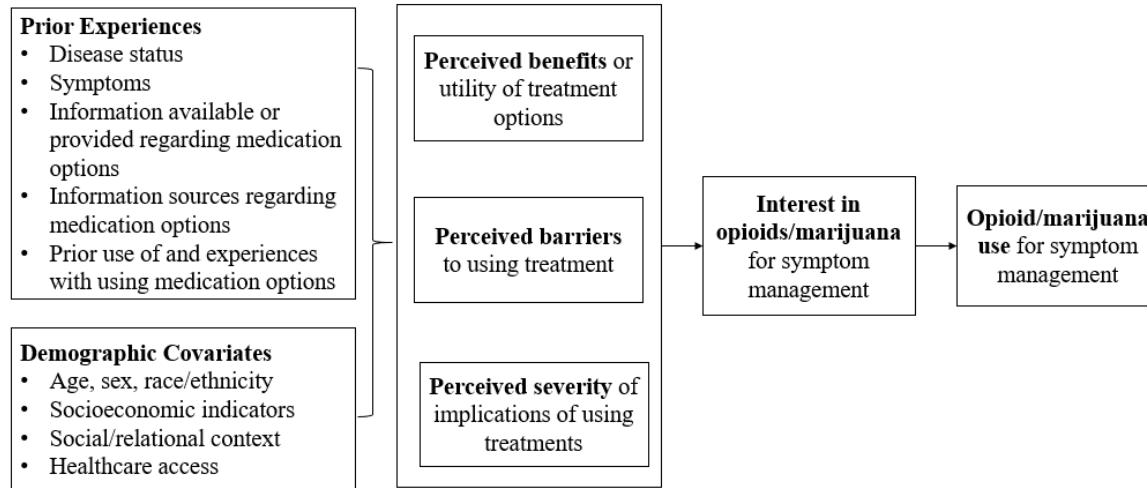 Prior Experiences
• Disease status
• Symptoms
• Information available or
provided regarding medication
options
• Information sources regarding
medication options
• Prior use of and experiences
with using medication options
Demographic Covariates
• Age, sex, race/ethnicity
• Socioeconomic indicators
• Social/relational context
• Healthcare access
Perceived benefits or
utility of treatment
options
Perceived barriers
to using treatment
Perceived severity of
implications of using
treatments
Interest in
opioids/marijuana
for symptom
management
Opioid/marijuana
use for symptom
management